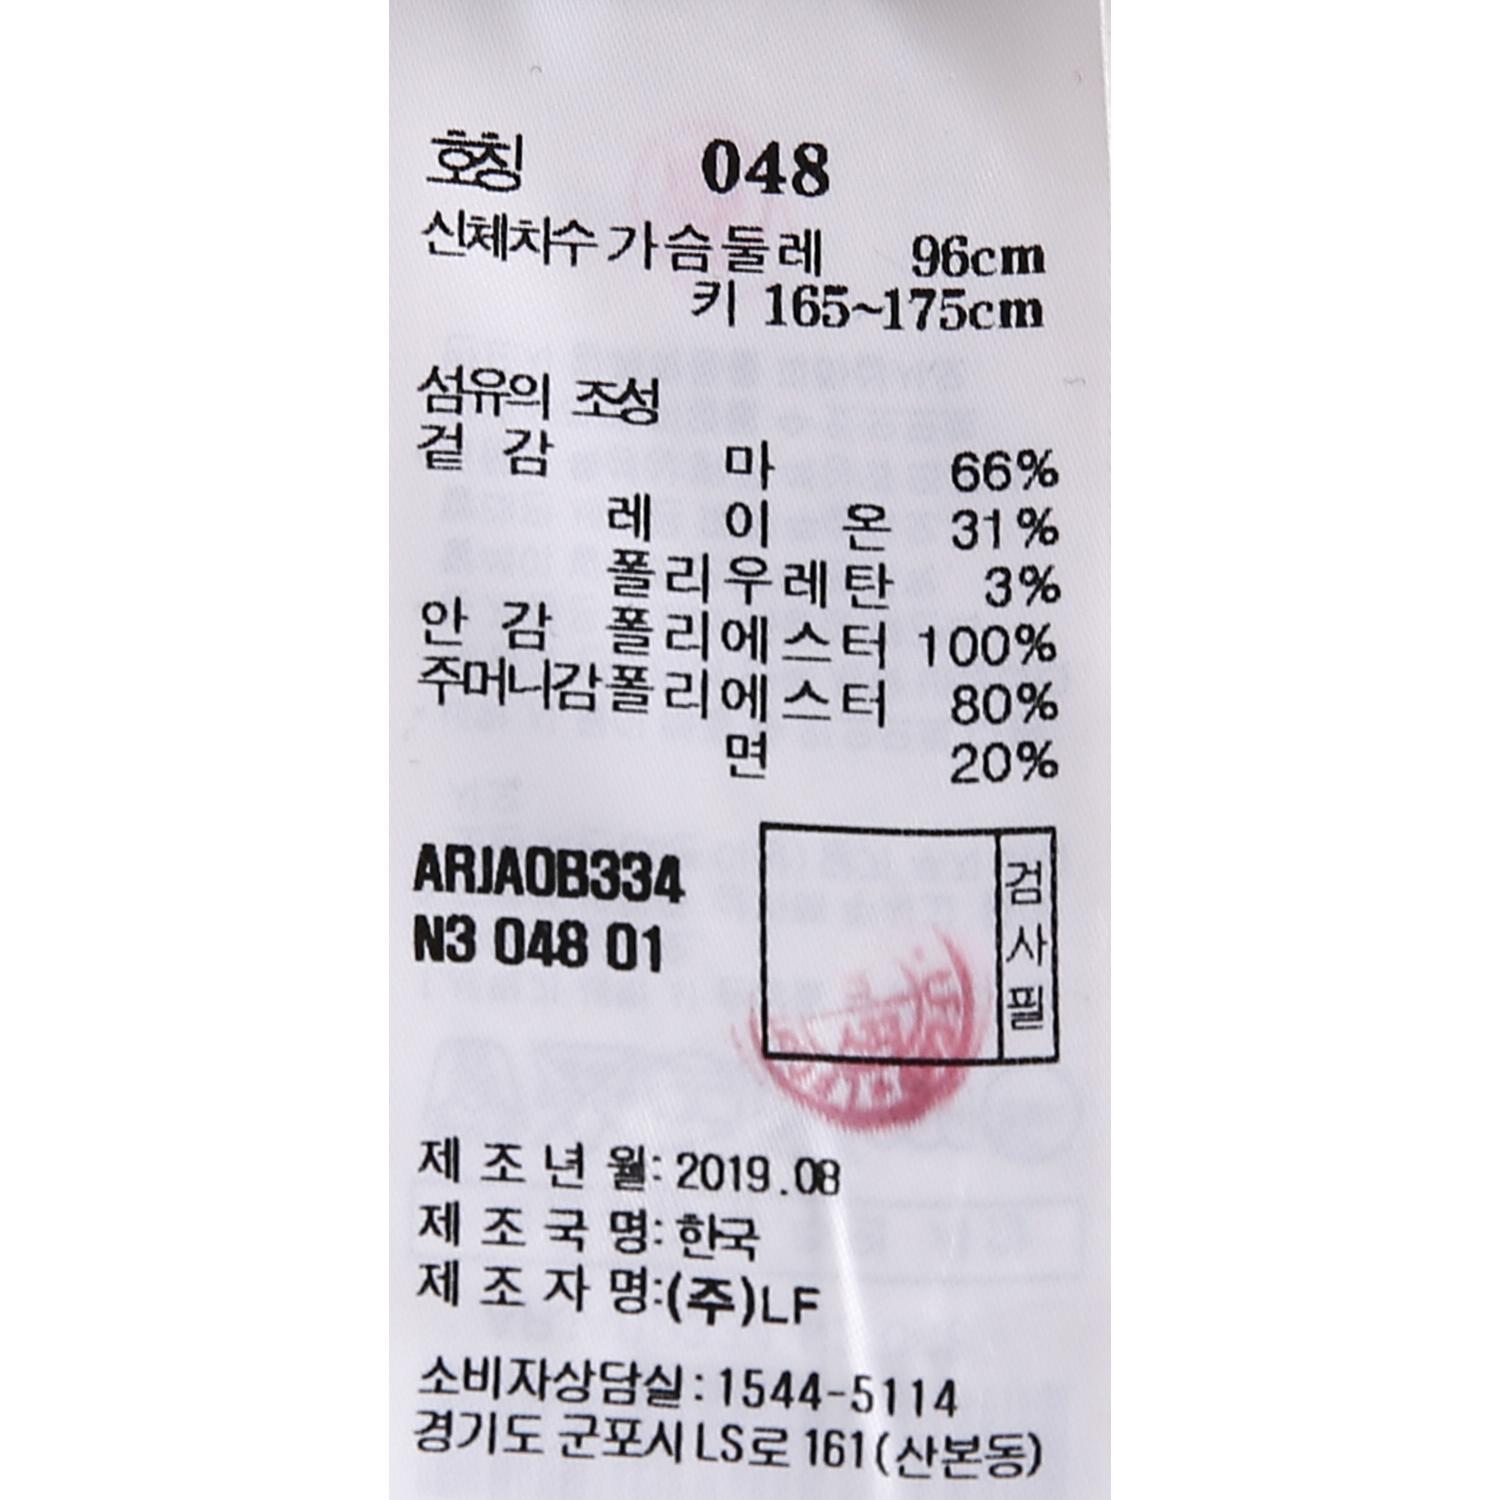 호칭 048
신체치수 가슴둘레 96cm
키 165~175cm
섬유의 조성
겉 감 마 66%
레 이 온 31%
폴리우레탄 3%
안 감 폴리에스터 100%
주머니감 폴리에스터 80%
면 20%
ARJA0B334
N3 048 01
검사필
제 조 년 월: 2019.08
제 조 국 명: 한국
제 조 자 명:(주)LF
소비자상담실: 1544-5114
경기도 군포시 LS로 161 (산본동)